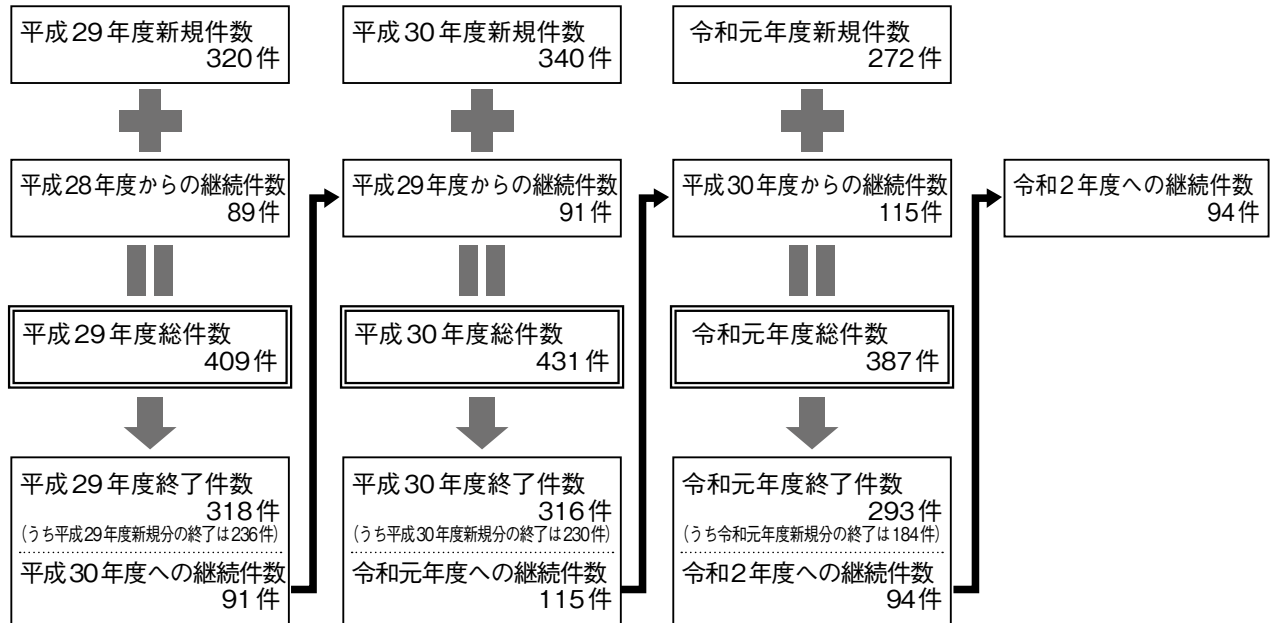 平成29年度新規件数
320件
平成28年度からの継続件数
89件
平成29年度総件数
409件
平成29年度終了件数
318件
(うち平成29年度新規分の終了は236件)
平成30年度への継続件数
91件
平成30年度新規件数
340件
平成29年度からの継続件数
91件
平成30年度総件数
431件
平成30年度終了件数
316件
(うち平成30年度新規分の終了は230件)
令和元年度への継続件数
115件
令和元年度新規件数
272件
平成30年度からの継続件数
115件
令和元年度総件数
387件
令和元年度終了件数
293件
(うち令和元年度新規分の終了は184件)
令和2年度への継続件数
94件
令和2年度への継続件数
94件